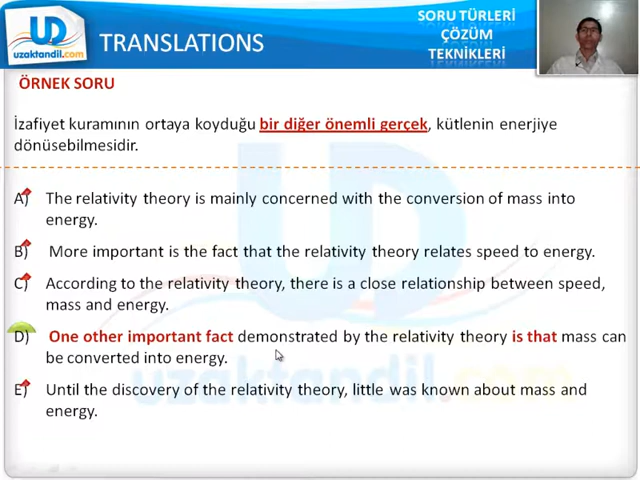 UD
uzaktandil.com
TRANSLATIONS
SORU TÜRLERİ
ÇÖZÜM
TEKNİKLERİ
ÖRNEK SORU
İzafiyet kuramının ortaya koyduğu bir diğer önemli gerçek, kütlenin enerjiye
dönüsebilmesidir.
A) The relativity theory is mainly concerned with the conversion of mass into
energy.
B) More important is the fact that the relativity theory relates speed to energy.
C) According to the relativity theory, there is a close relationship between speed,
mass and energy.
D) One other important fact demonstrated by the relativity theory is that mass can
be converted into energy.
E) Until the discovery of the relativity theory, little was known about mass and
energy.
uzaktandil.com